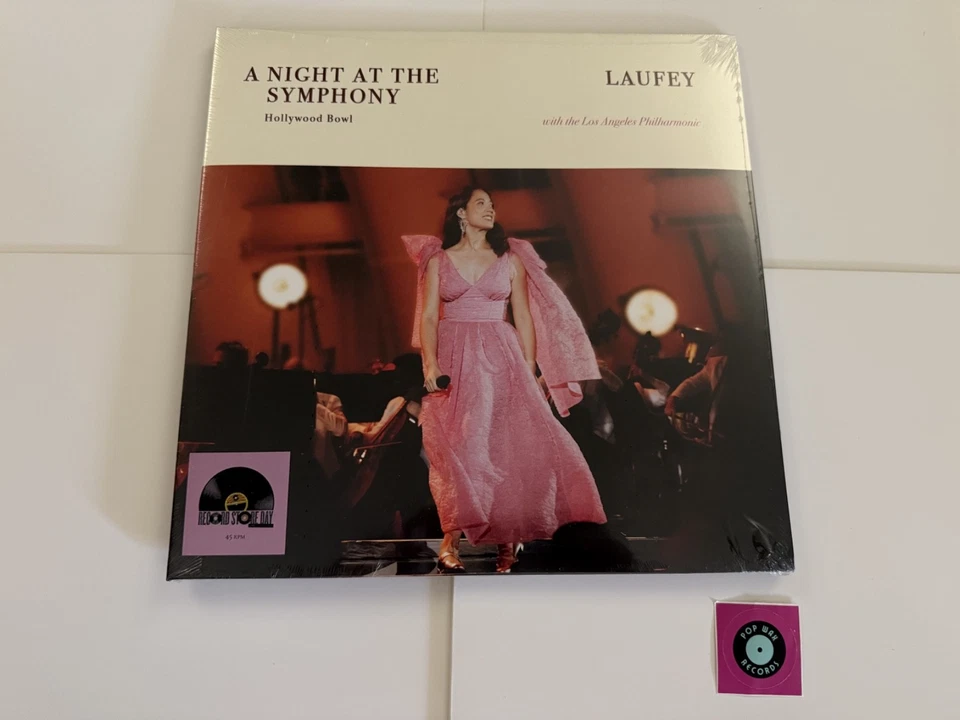 A NIGHT AT THE
SYMPHONY
Hollywood Bowl
LAUFEY
with the Los Angeles Philharmonic
RECORD STORE DAY
45 RPM
POP WAX
RECORDS